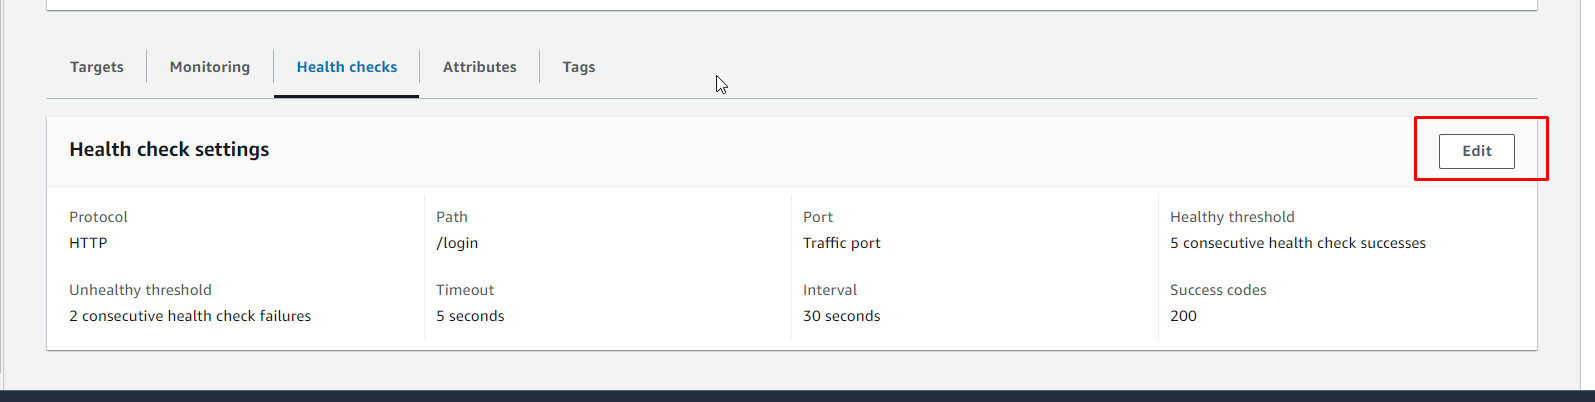 Targets
Monitoring
Health checks
Attributes
Tags
Health check settings
Edit
Protocol
HTTP
Path
/login
Port
Traffic port
Healthy threshold
5 consecutive health check successes
Unhealthy threshold
2 consecutive health check failures
Timeout
5 seconds
Interval
30 seconds
Success codes
200